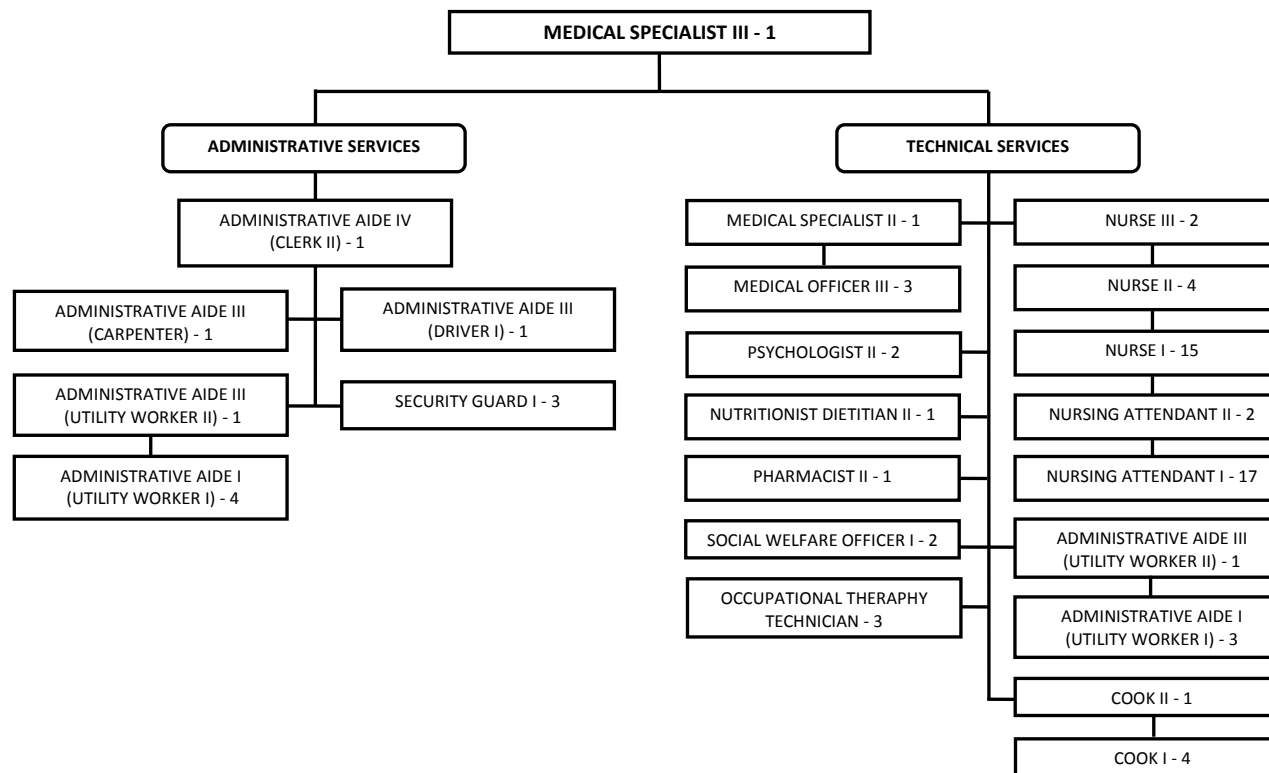 MEDICAL SPECIALIST III - 1
ADMINISTRATIVE SERVICES
ADMINISTRATIVE AIDE IV
(CLERK II) - 1
ADMINISTRATIVE AIDE III
(CARPENTER) - 1
ADMINISTRATIVE AIDE III
(DRIVER I) - 1
ADMINISTRATIVE AIDE III
(UTILITY WORKER II) - 1
SECURITY GUARD I - 3
ADMINISTRATIVE AIDE I
(UTILITY WORKER I) - 4
TECHNICAL SERVICES
MEDICAL SPECIALIST II - 1
MEDICAL OFFICER III - 3
PSYCHOLOGIST II - 2
NUTRITIONIST DIETITIAN II - 1
PHARMACIST II - 1
SOCIAL WELFARE OFFICER I - 2
OCCUPATIONAL THERAPHY
TECHNICIAN - 3
NURSE III - 2
NURSE II - 4
NURSE I - 15
NURSING ATTENDANT II - 2
NURSING ATTENDANT I - 17
ADMINISTRATIVE AIDE III
(UTILITY WORKER II) - 1
ADMINISTRATIVE AIDE I
(UTILITY WORKER I) - 3
COOK II - 1
COOK I - 4